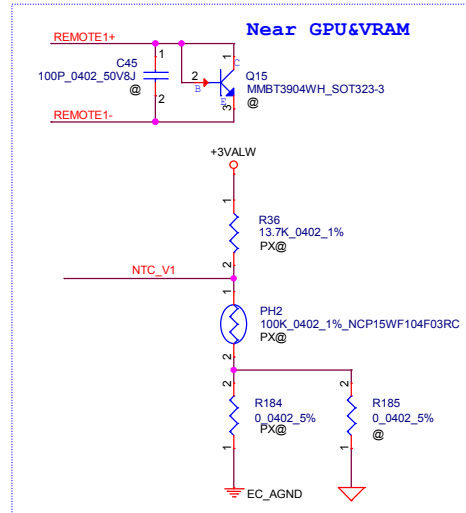 Near GPU&VRAM
REMOTE1+
1
C45
100P_0402_50V8J
@
2
1
C
2
B
E
3
Q15
MMBT3904WH_SOT323-3
@
REMOTE1-
+3VALW
1
R36
13.7K_0402_1%
PX@
2
NTC_V1
1
PH2
100K_0402_1%_NCP15WF104F03RC
PX@
2
2
R184
0_0402_5%
PX@
1
2
R185
0_0402_5%
@
1
EC_AGND